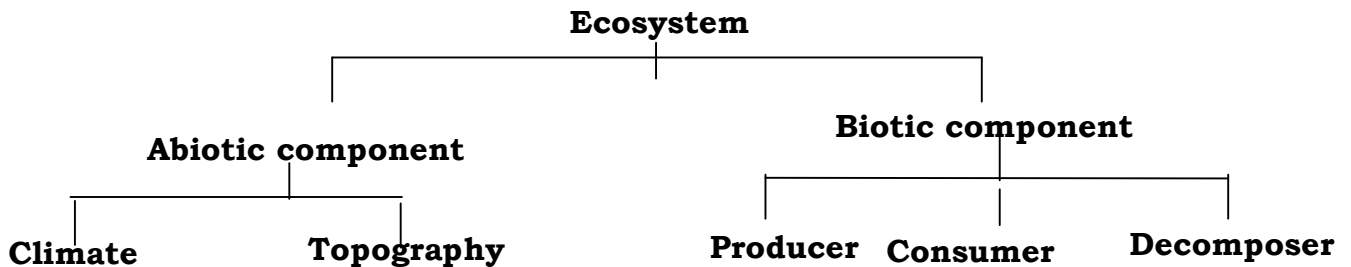 Ecosystem
Abiotic component
Biotic component
Climate
Topography
Producer
Consumer
Decomposer